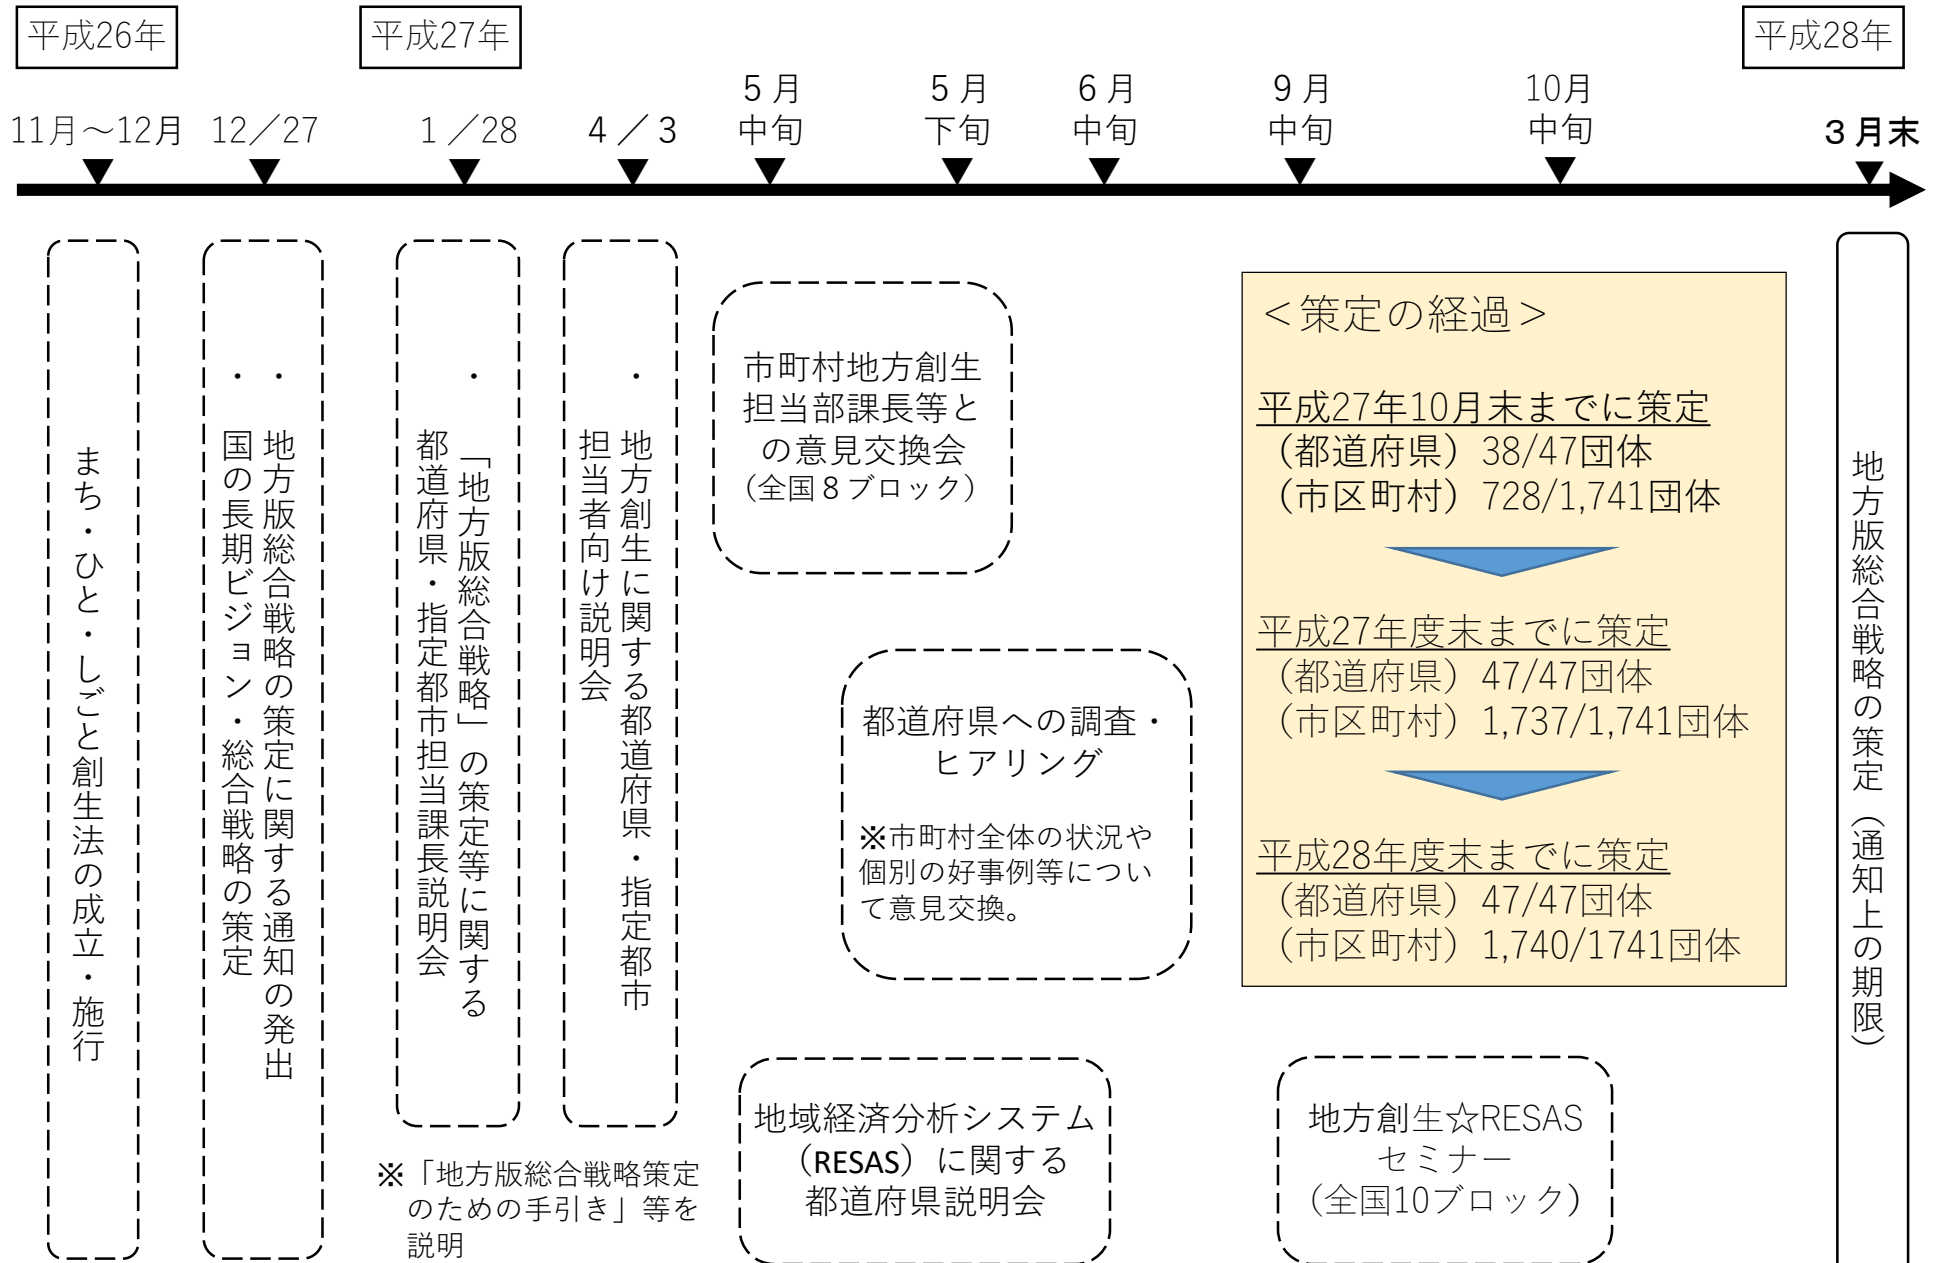 平成26年
平成27年
平成28年
11月～12月
12／27
1／28
4／3
5月
中旬
5月
下旬
6月
中旬
9月
中旬
10月
中旬
3月末
まち・ひと・しごと創生法の成立・施行
・地方版総合戦略の策定に関する通知の発出
・国の長期ビジョン・総合戦略の策定
・「地方版総合戦略」の策定等に関する
都道府県・指定都市担当課長説明会
※「地方版総合戦略策定
のための手引き」等を
説明
・地方創生に関する都道府県・指定都市
担当者向け説明会
市町村地方創生
担当部課長等と
の意見交換会
（全国８ブロック）
都道府県への調査・
ヒアリング
※市町村全体の状況や
個別の好事例等につい
て意見交換。
地域経済分析システム
（RESAS）に関する
都道府県説明会
＜策定の経過＞
平成27年10月末までに策定
（都道府県）38/47団体
（市区町村）728/1,741団体
平成27年度末までに策定
（都道府県）47/47団体
（市区町村）1,737/1,741団体
平成28年度末までに策定
（都道府県）47/47団体
（市区町村）1,740/1741団体
地方創生☆RESAS
セミナー
（全国10ブロック)
地方版総合戦略の策定（通知上の期限）